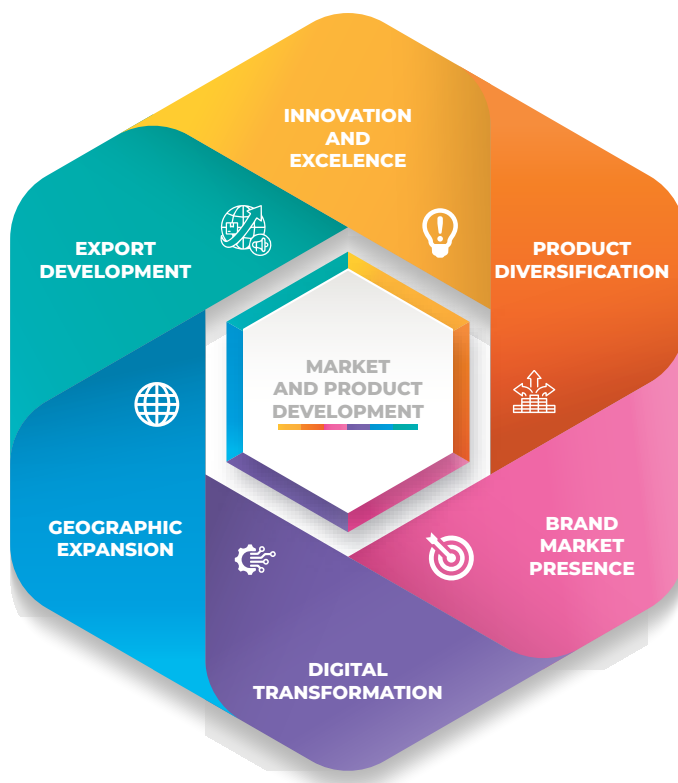 INNOVATION
AND
EXCELENCE
PRODUCT
DIVERSIFICATION
BRAND
MARKET
PRESENCE
DIGITAL
TRANSFORMATION
GEOGRAPHIC
EXPANSION
EXPORT
DEVELOPMENT
MARKET
AND PRODUCT
DEVELOPMENT